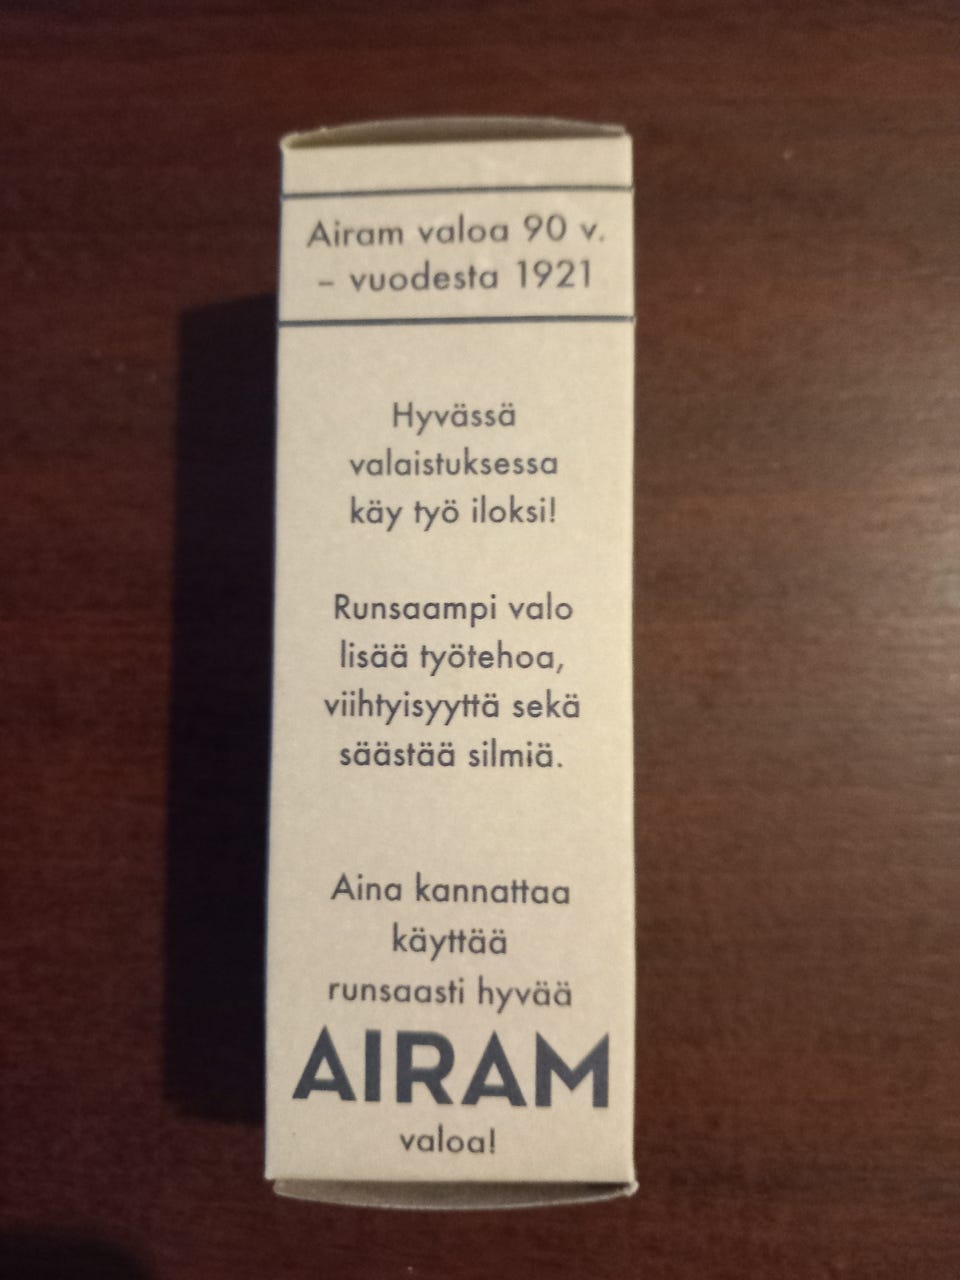 Airam valoa 90 v.
– vuodesta 1921
Hyvässä
valaistuksessa
käy työ iloksi!
Runsaampi valo
lisää työtehoa,
viihtyisyyttä sekä
säästää silmiä.
Aina kannattaa
käyttää
runsaasti hyvää
AIRAM
valoa!